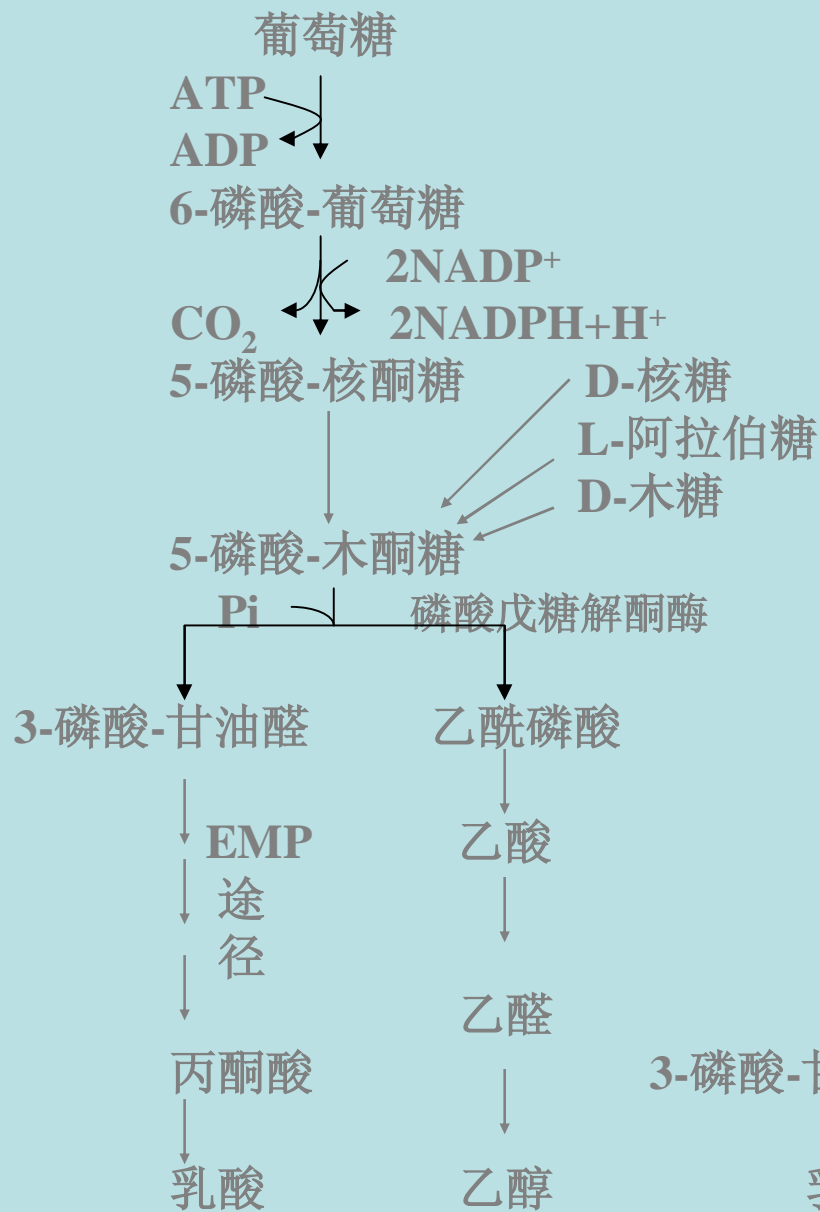 葡萄糖
ATP
ADP
6-磷酸-葡萄糖
2NADP⁺
CO₂ 2NADPH+H⁺
5-磷酸-核酮糖 D-核糖
L-阿拉伯糖
D-木糖
5-磷酸-木酮糖
Pi 磷酸戊糖解酮酶
3-磷酸-甘油醛 乙酰磷酸
EMP 乙酸
途
径
乙醛
丙酮酸 3-磷酸-
乳酸 乙醇